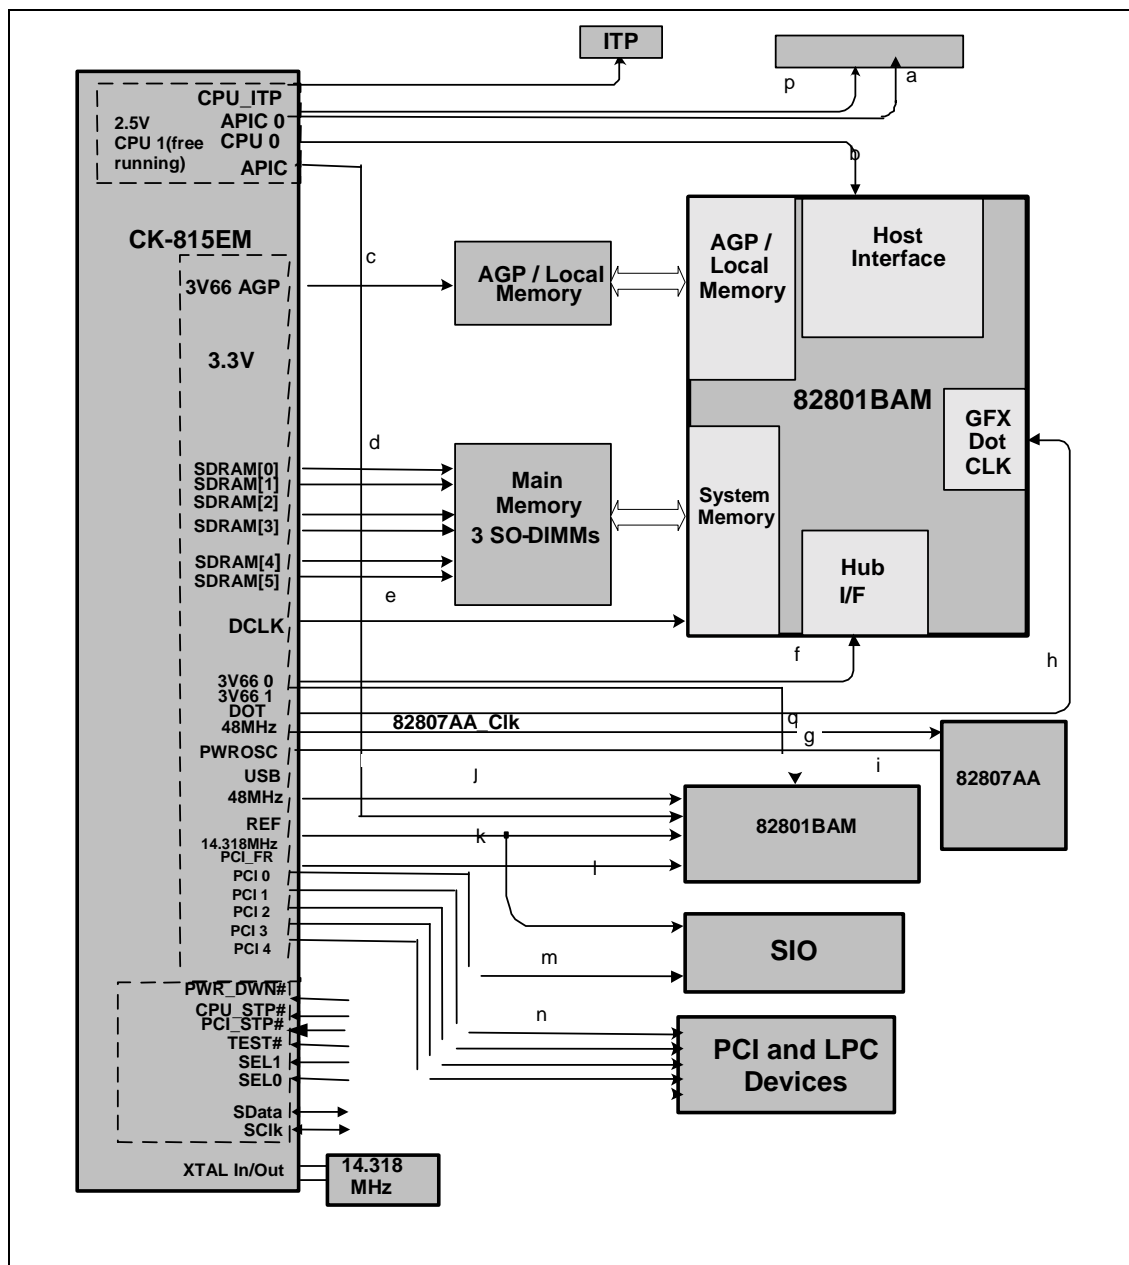 ITP
p
a
CPU_ITP
2.5V
APIC 0
CPU 1(free
CPU 0
running)
APIC
b
CK-815EM
c
3V66 AGP
AGP / Local
Memory
AGP /
Local
Memory
Host
Interface
3.3V
82801BAM
GFX
Dot
CLK
d
SDRAM[0]
SDRAM[1]
SDRAM[2]
SDRAM[3]
SDRAM[4]
SDRAM[5]
Main
Memory
3 SO-DIMMs
System
Memory
Hub
I/F
e
DCLK
f
h
3V66 0
3V66 1
DOT
48MHz
82807AA_Clk
q
g
PWROSC
i
82807AA
USB
j
48MHz
REF
k
82801BAM
14.318MHz
PCI_FR
l
PCI 0
PCI 1
PCI 2
PCI 3
PCI 4
SIO
m
PWR_DWN#
CPU_STP#
PCI_STP#
TEST#
SEL1
SEL0
n
PCI and LPC
Devices
SData
SClk
XTAL In/Out
14.318
MHz